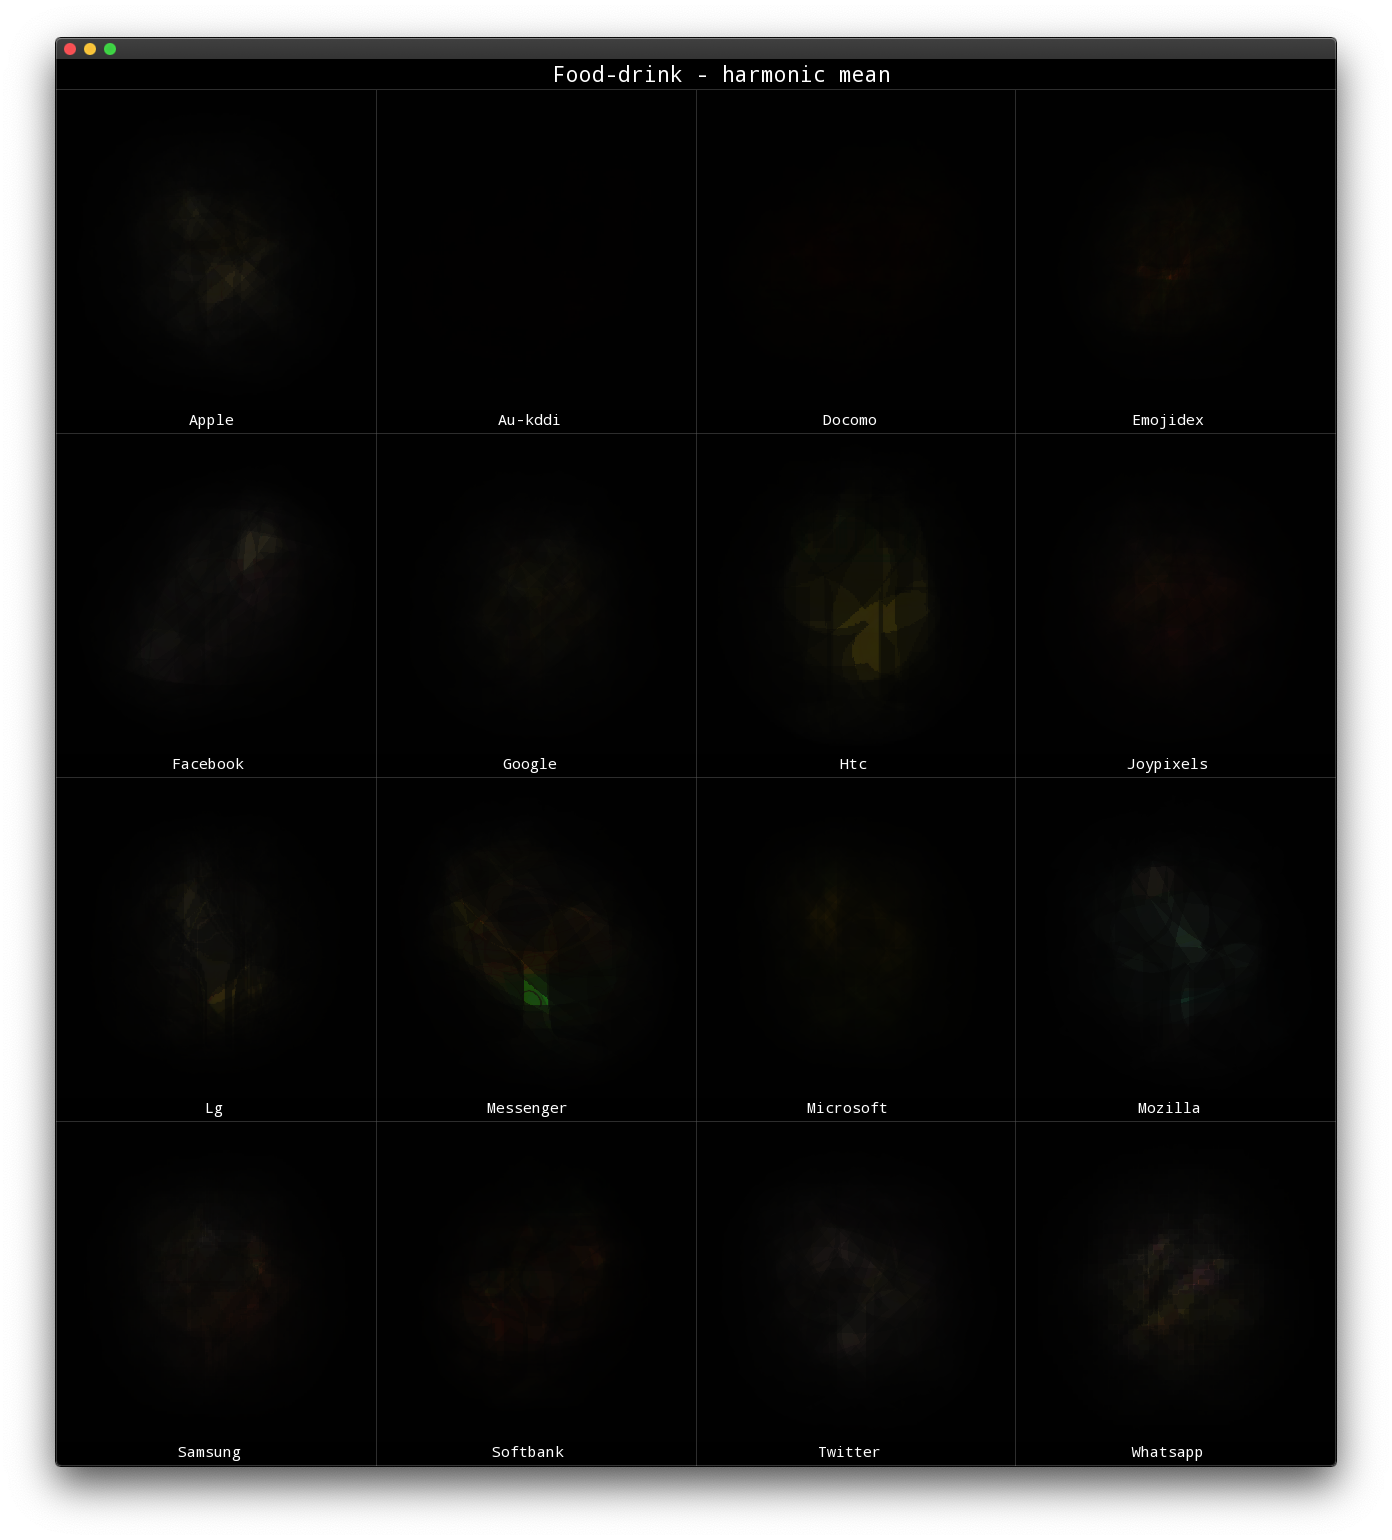 Food-drink - harmonic mean
Apple
Au-kddi
Docomo
Emojidex
Facebook
Google
Htc
Joypixels
Lg
Messenger
Microsoft
Mozilla
Samsung
Softbank
Twitter
Whatsapp